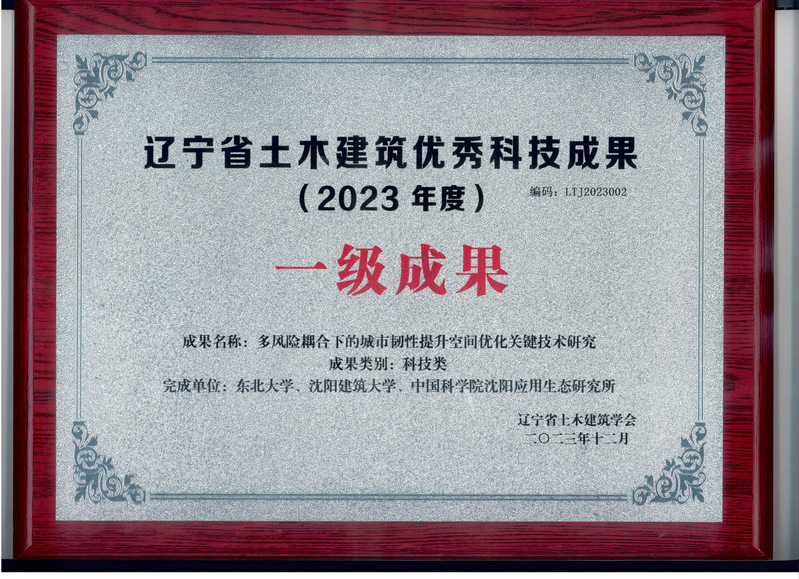 辽宁省土木建筑优秀科技成果
（2023 年度）
编码：LTJ2023002
一级成果
成果名称：多风险耦合下的城市韧性提升空间优化关键技术研究
成果类别：科技类
完成单位：东北大学、沈阳建筑大学、中国科学院沈阳应用生态研究所
辽宁省土木建筑学会
二〇二三年十二月